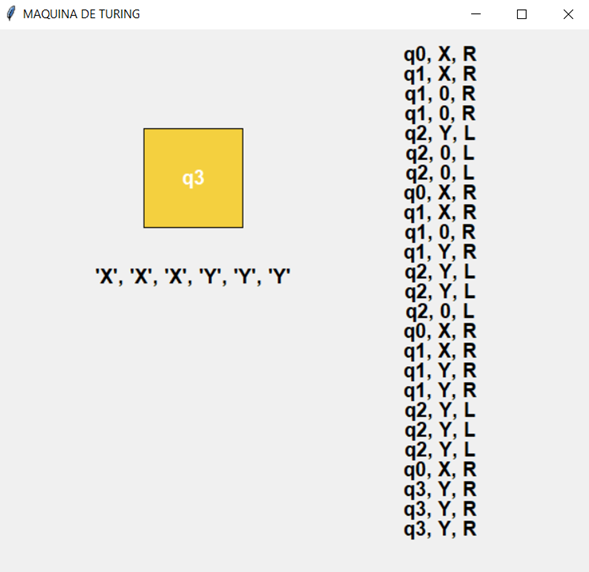 MAQUINA DE TURING
q3
'X', 'X', 'X', 'Y', 'Y', 'Y'
q0, X, R
q1, X, R
q1, 0, R
q1, 0, R
q2, Y, L
q2, 0, L
q2, 0, L
q0, X, R
q1, X, R
q1, 0, R
q1, Y, R
q2, Y, L
q2, Y, L
q2, 0, L
q0, X, R
q1, X, R
q1, Y, R
q1, Y, R
q2, Y, L
q2, Y, L
q2, Y, L
q0, X, R
q3, Y, R
q3, Y, R
q3, Y, R